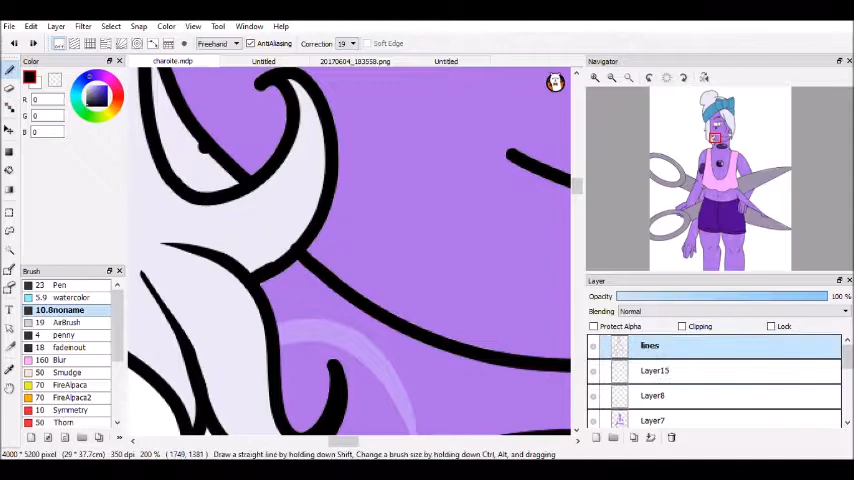 File Edit Layer Filter Select Snap Color View Tool Window Help
Freehand AntiAliasing Correction 19 Soft Edge
Color
charoite.mdp Untitled 20170604_183558.png Untitled
Navigator
R 0
G 0
B 0
Brush
23 Pen
5.9 watercolor
10.8noname
19 AirBrush
4 penny
18 fadeinout
160 Blur
50 Smudge
70 FireAlpaca
70 FireAlpaca2
10 Symmetry
50 Thorn
Layer
Opacity 100 %
Blending Normal
Protect Alpha Clipping Lock
lines
Layer15
Layer8
Layer7
4000 * 5200 pixel (29 * 37.7cm) 350 dpi 200 % (1749, 1381) Draw a straight line by holding down Shift, Change a brush size by holding down Ctrl, Alt, and dragging